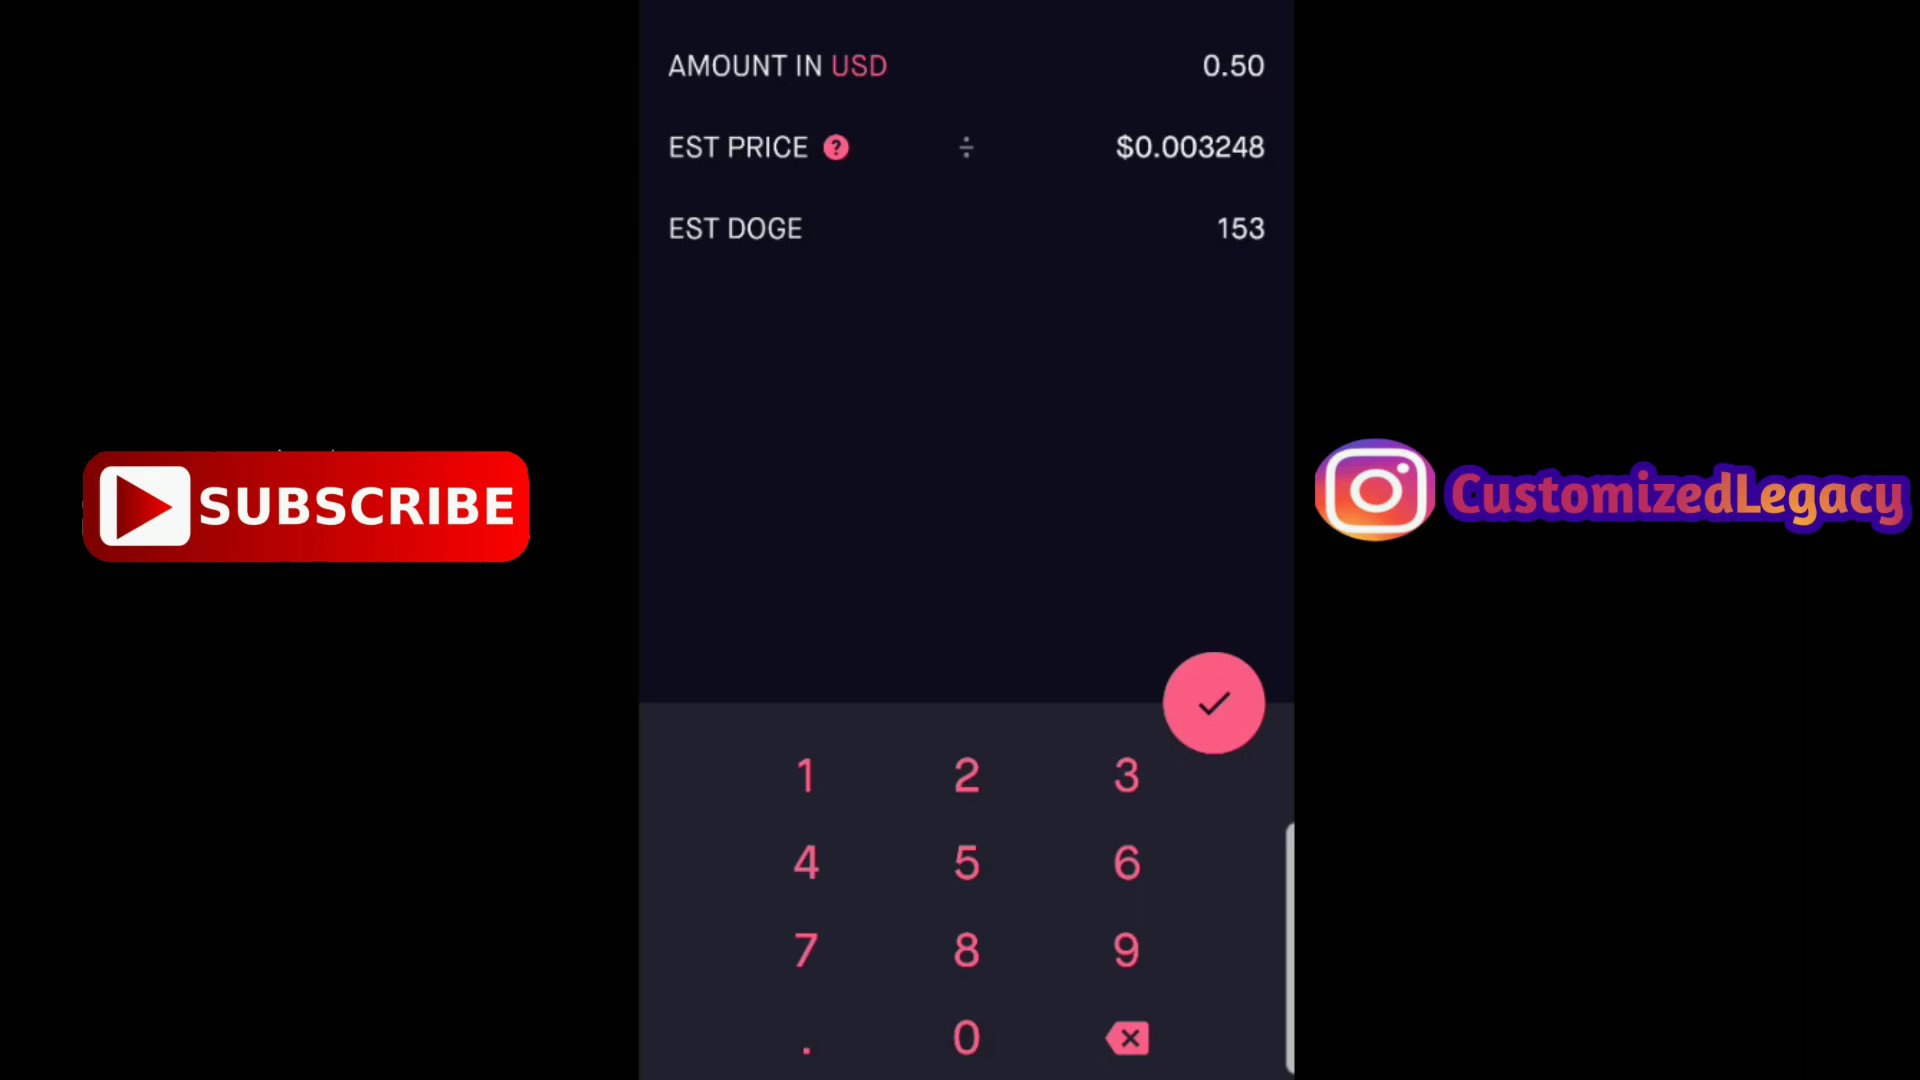 AMOUNT IN USD 0.50
EST PRICE ? ÷ $0.003248
EST DOGE 153
SUBSCRIBE
CustomizedLegacy
1 2 3
4 5 6
7 8 9
. 0